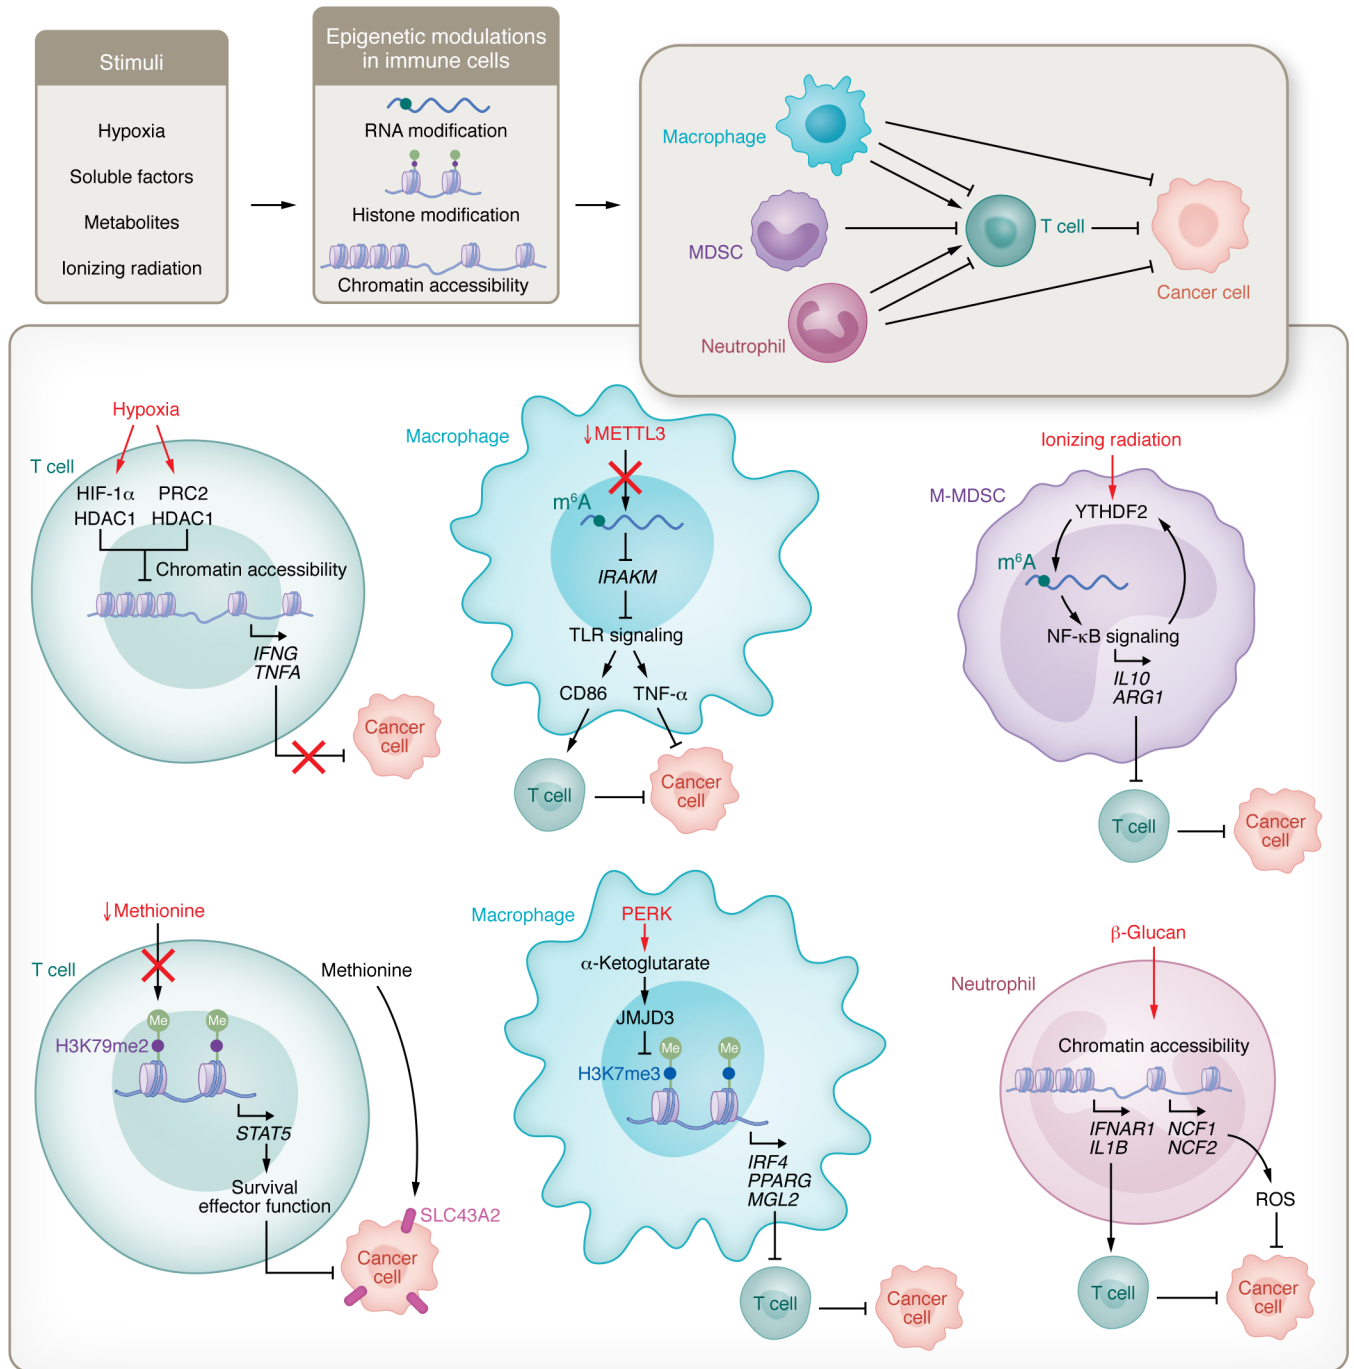 Stimuli
Hypoxia
Soluble factors
Metabolites
Ionizing radiation
Epigenetic modulations
in immune cells
RNA modification
Histone modification
Chromatin accessibility
Macrophage
MDSC
Neutrophil
T cell
Cancer cell
Hypoxia
T cell
HIF-1α
HDAC1
PRC2
HDAC1
Chromatin accessibility
IFNG
TNFA
Cancer
cell
Macrophage
↓METTL3
m⁶A
IRAKM
TLR signaling
CD86
TNF-α
T cell
Cancer
cell
Ionizing radiation
M-MDSC
YTHDF2
m⁶A
NF-κB signaling
IL10
ARG1
T cell
Cancer
cell
↓Methionine
T cell
Methionine
Me
Me
H3K79me2
STAT5
Survival
effector function
SLC43A2
Cancer
cell
Macrophage
PERK
α-Ketoglutarate
JMJD3
Me
Me
H3K7me3
IRF4
PPARG
MGL2
T cell
Cancer
cell
β-Glucan
Neutrophil
Chromatin accessibility
IFNAR1
IL1B
NCF1
NCF2
ROS
T cell
Cancer
cell